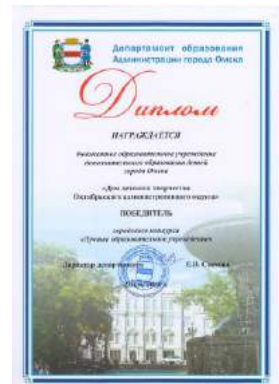 Департамент образования
Администрации города Омска
Диплом
НАГРАЖДАЕТСЯ
бюджетное образовательное учреждение
дополнительного образования детей
города Омска
«Дом детского творчества
Октябрьского административного округа»
ПОБЕДИТЕЛЬ
городского конкурса
«Лучшее образовательное учреждение»
Директор департамента